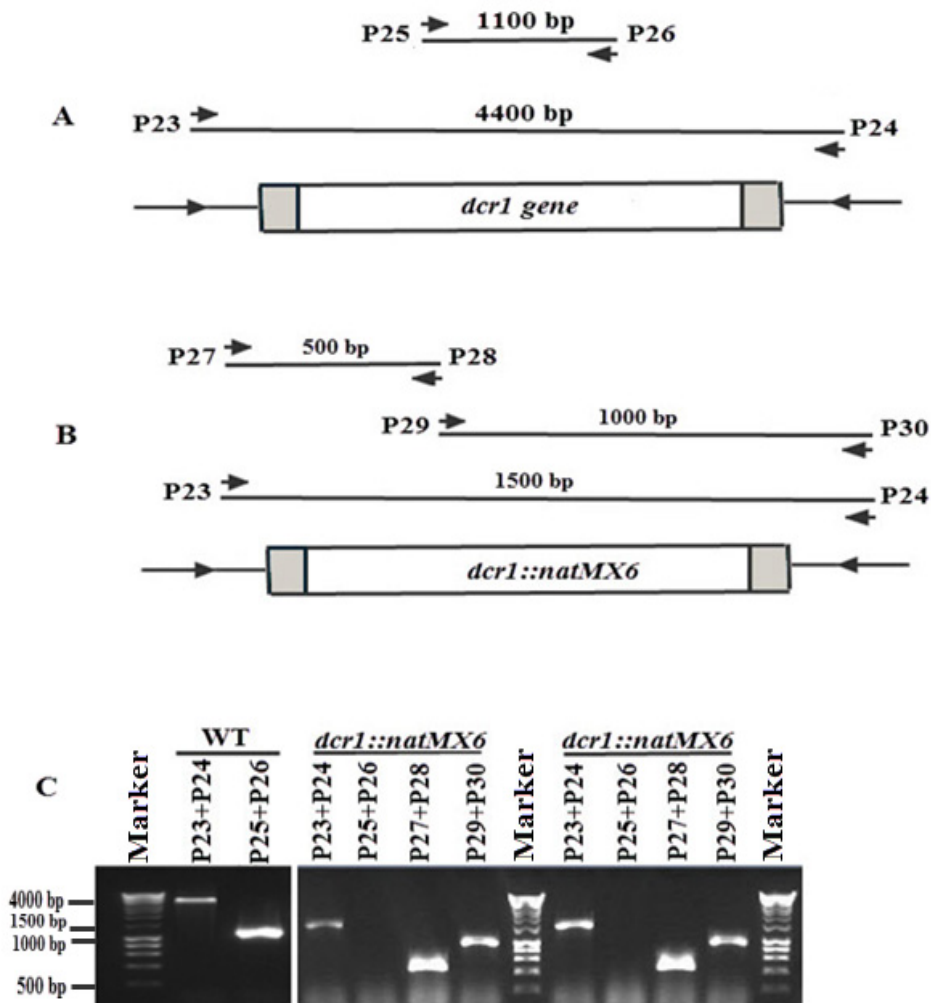 1100 bp
P25
P26
A
4400 bp
P23
P24
dcr1 gene
500 bp
P27
P28
1000 bp
P29
P30
B
1500 bp
P23
P24
dcr1::natMX6
C
WT
dcr1::natMX6
dcr1::natMX6
Marker
P23+P24
P25+P26
P23+P24
P25+P26
P27+P28
P29+P30
Marker
P23+P24
P25+P26
P27+P28
P29+P30
Marker
4000 bp
1500 bp
1000 bp
500 bp